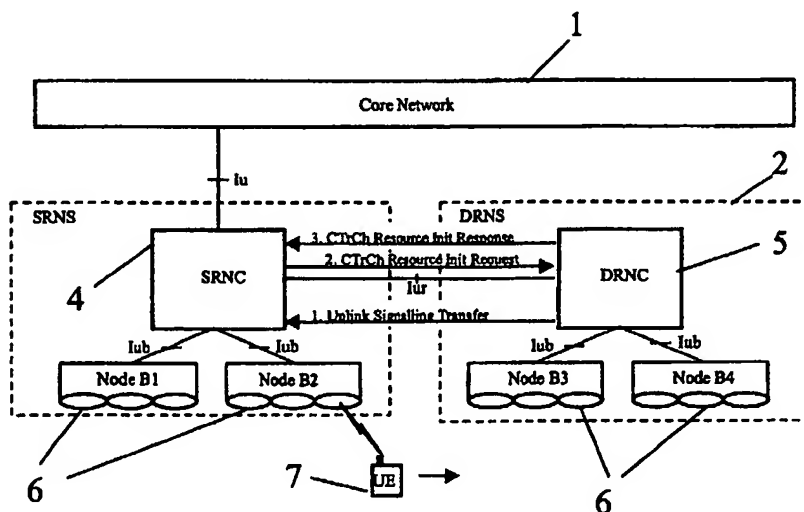 1
Core Network
Iu
2
SRNS
DRNS
3. CTrCh Resource Init Response
4
5
2. CTrCh Resource Init Request
SRNC
DRNC
Iur
1. Uplink Signalling Transfer
Iub
Iub
Iub
Iub
Node B1
Node B2
Node B3
Node B4
6
7
UE
6